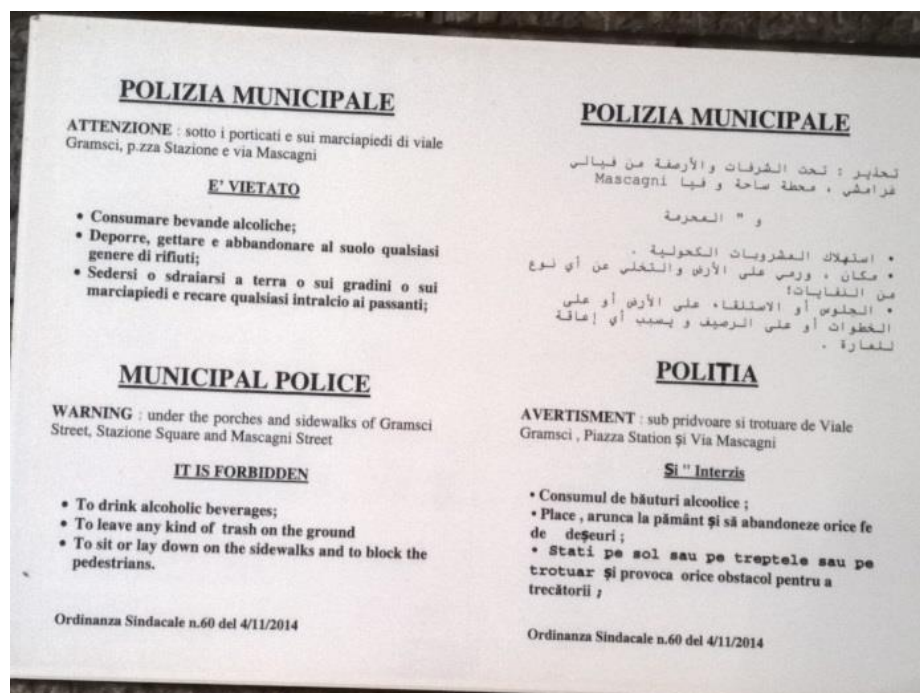 POLIZIA MUNICIPALE
ATTENZIONE : sotto i porticati e sui marciapiedi di viale
Gramsci, p.zza Stazione e via Mascagni
E' VIETATO
• Consumare bevande alcoliche;
• Deporre, gettare e abbandonare al suolo qualsiasi
genere di rifiuti;
• Sedersi o sdraiarsi a terra o sui gradini o sui
marciapiedi e recare qualsiasi intralcio ai passanti;
POLIZIA MUNICIPALE
تحذير : تحت الشرفات والأرصفة من فيالي
غرامشي ، محطة ساحة و فيا Mascagni
و " المحرمة
• استهلاك المشروبات الكحولية .
• مكان ، ورمي على الأرض والتخلي عن أي نوع
من النفايات؛
• الجلوس أو الاستلقاء على الأرض أو على
الخطوات أو على الرصيف و يسبب أي إعاقة
للمارة .
MUNICIPAL POLICE
WARNING : under the porches and sidewalks of Gramsci
Street, Stazione Square and Mascagni Street
IT IS FORBIDDEN
• To drink alcoholic beverages;
• To leave any kind of trash on the ground
• To sit or lay down on the sidewalks and to block the
pedestrians.
Ordinanza Sindacale n.60 del 4/11/2014
POLIŢIA
AVERTISMENT : sub pridvoare si trotuare de Viale
Gramsci , Piazza Station şi Via Mascagni
Şi " Interzis
• Consumul de băuturi alcoolice ;
• Place , arunca la pământ şi să abandoneze orice fe
de deşeuri ;
• Stati pe sol sau pe treptele sau pe
trotuar şi provoca orice obstacol pentru a
trecătorii ;
Ordinanza Sindacale n.60 del 4/11/2014